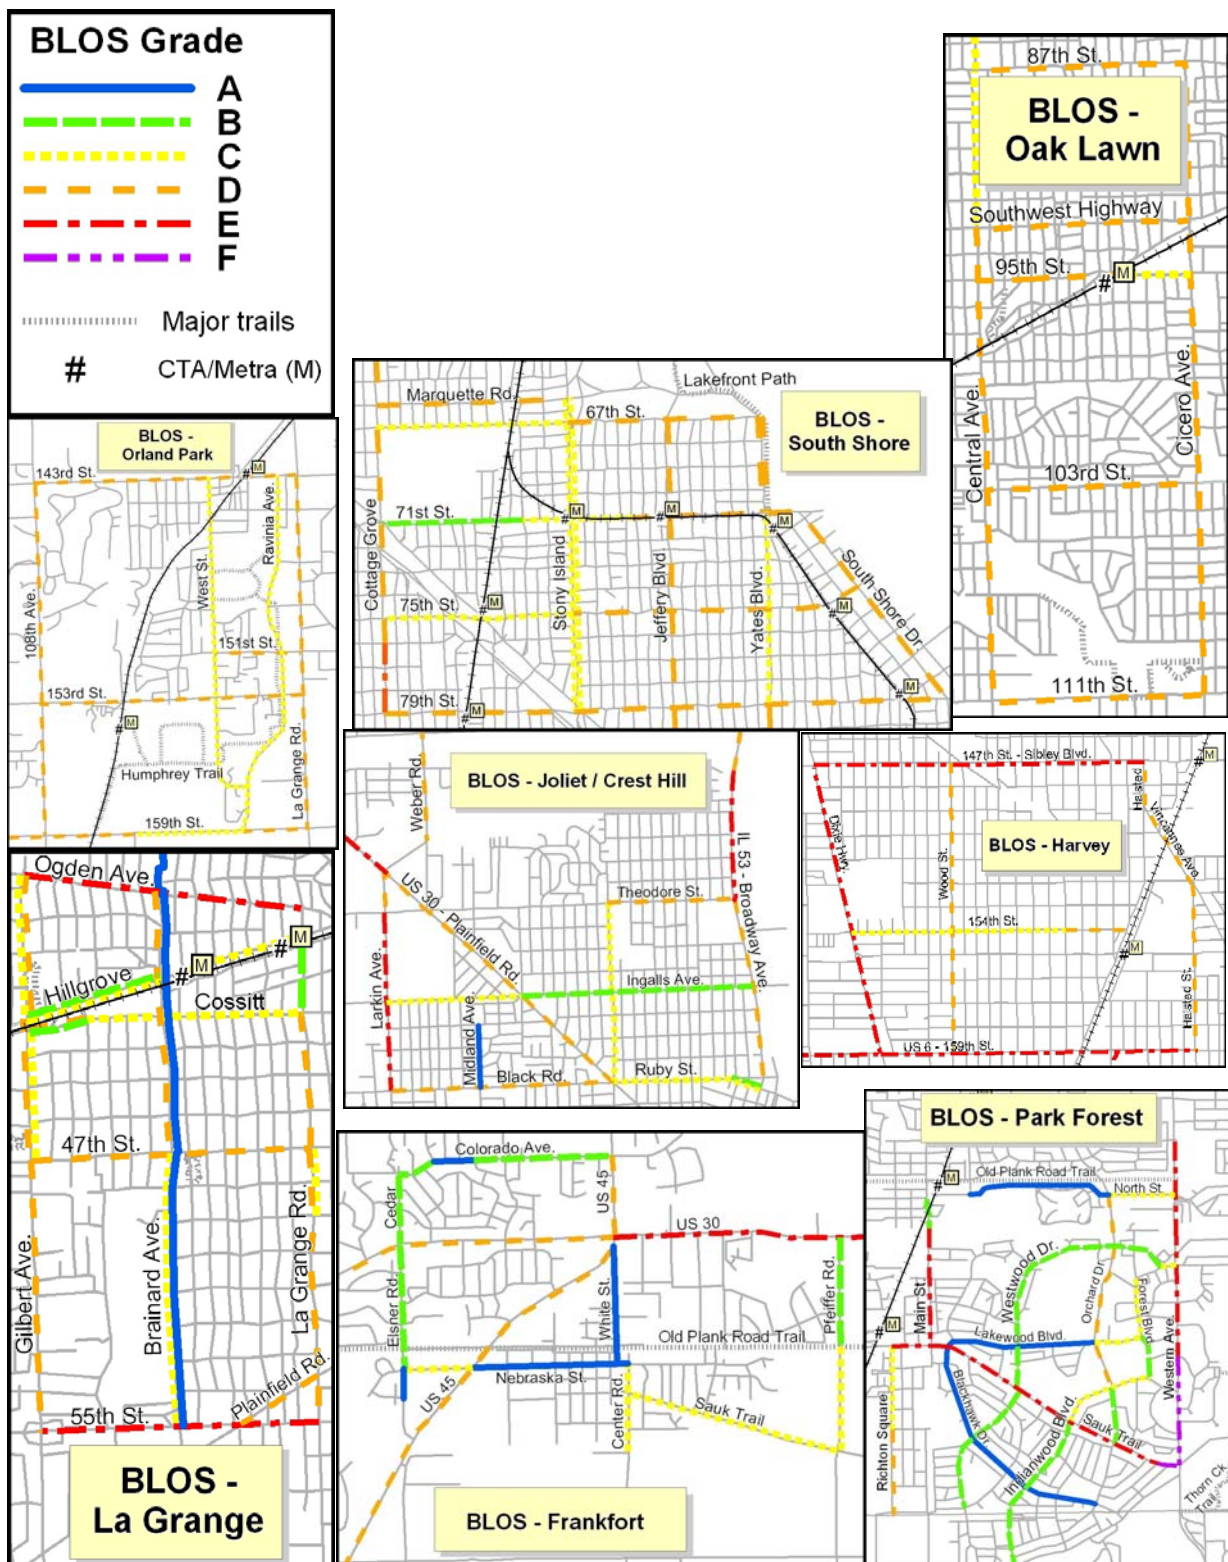 BLOS Grade
A
B
C
D
E
F
Major trails
# CTA/Metra (M)
87th St.
BLOS -
Oak Lawn
Southwest Highway
95th St.
# M
Central Ave.
Cicero Ave.
103rd St.
111th St.
Lakefront Path
Marquette Rd.
67th St.
BLOS -
South Shore
71st St.
# M
# M
# M
Cottage Grove
Stony Island
Jeffery Blvd.
Yates Blvd.
South Shore Dr.
75th St.
# M
# M
79th St.
# M
# M
BLOS -
Orland Park
143rd St.
# M
Ravinia Ave.
West St.
108th Ave.
151st St.
153rd St.
# M
La Grange Rd.
Humphrey Trail
159th St.
BLOS - Joliet / Crest Hill
Weber Rd.
IL 53 - Broadway Ave.
US 30 - Plainfield Rd.
Theodore St.
Larkin Ave.
Ingalls Ave.
Midland Ave.
Black Rd.
Ruby St.
147th St. - Sibley Blvd.
# M
Halsted
Vincennes Ave.
Dixie Hwy.
Wood St.
BLOS - Harvey
154th St.
# M
Halsted St.
US 6 - 159th St.
Ogden Ave.
# M
# M
Hillgrove
Cossitt
47th St.
Gilbert Ave.
Brainard Ave.
La Grange Rd.
Plainfield Rd.
55th St.
BLOS -
La Grange
Colorado Ave.
Cedar
US 45
US 30
Elsner Rd.
White St.
Pfeiffer Rd.
Old Plank Road Trail
Nebraska St.
US 45
Center Rd.
Sauk Trail
BLOS - Frankfort
BLOS - Park Forest
Old Plank Road Trail
# M
North St.
Westwood Dr.
Orchard Dr.
Forest Blvd.
Main St.
# M
Lakewood Blvd.
Western Ave.
Blackhawk Dr.
Richton Square
Indianwood Blvd.
Sauk Trail
Thorn Ck
Trail